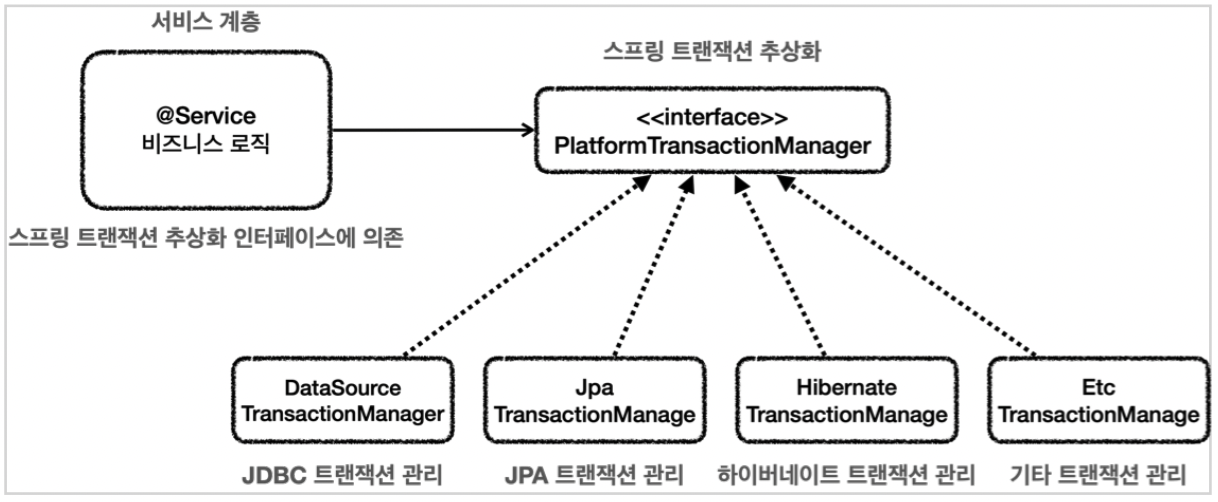 서비스 계층
@Service
비즈니스 로직
스프링 트랜잭션 추상화 인터페이스에 의존
스프링 트랜잭션 추상화
<<interface>>
PlatformTransactionManager
DataSource
TransactionManager
JDBC 트랜잭션 관리
Jpa
TransactionManage
JPA 트랜잭션 관리
Hibernate
TransactionManage
하이버네이트 트랜잭션 관리
Etc
TransactionManage
기타 트랜잭션 관리